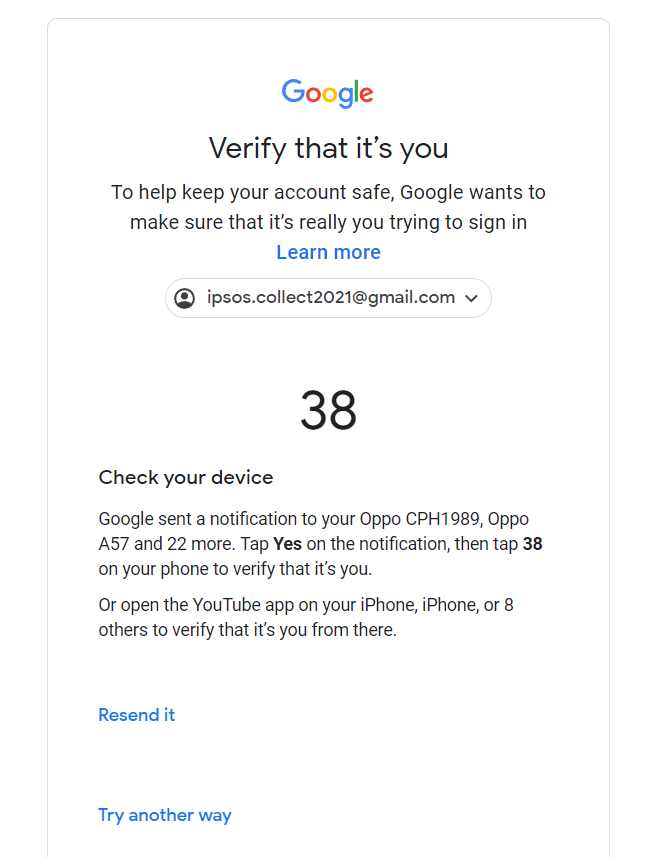 Google
Verify that it’s you
To help keep your account safe, Google wants to
make sure that it’s really you trying to sign in
Learn more
ipsos.collect2021@gmail.com
38
Check your device
Google sent a notification to your Oppo CPH1989, Oppo
A57 and 22 more. Tap Yes on the notification, then tap 38
on your phone to verify that it’s you.
Or open the YouTube app on your iPhone, iPhone, or 8
others to verify that it’s you from there.
Resend it
Try another way